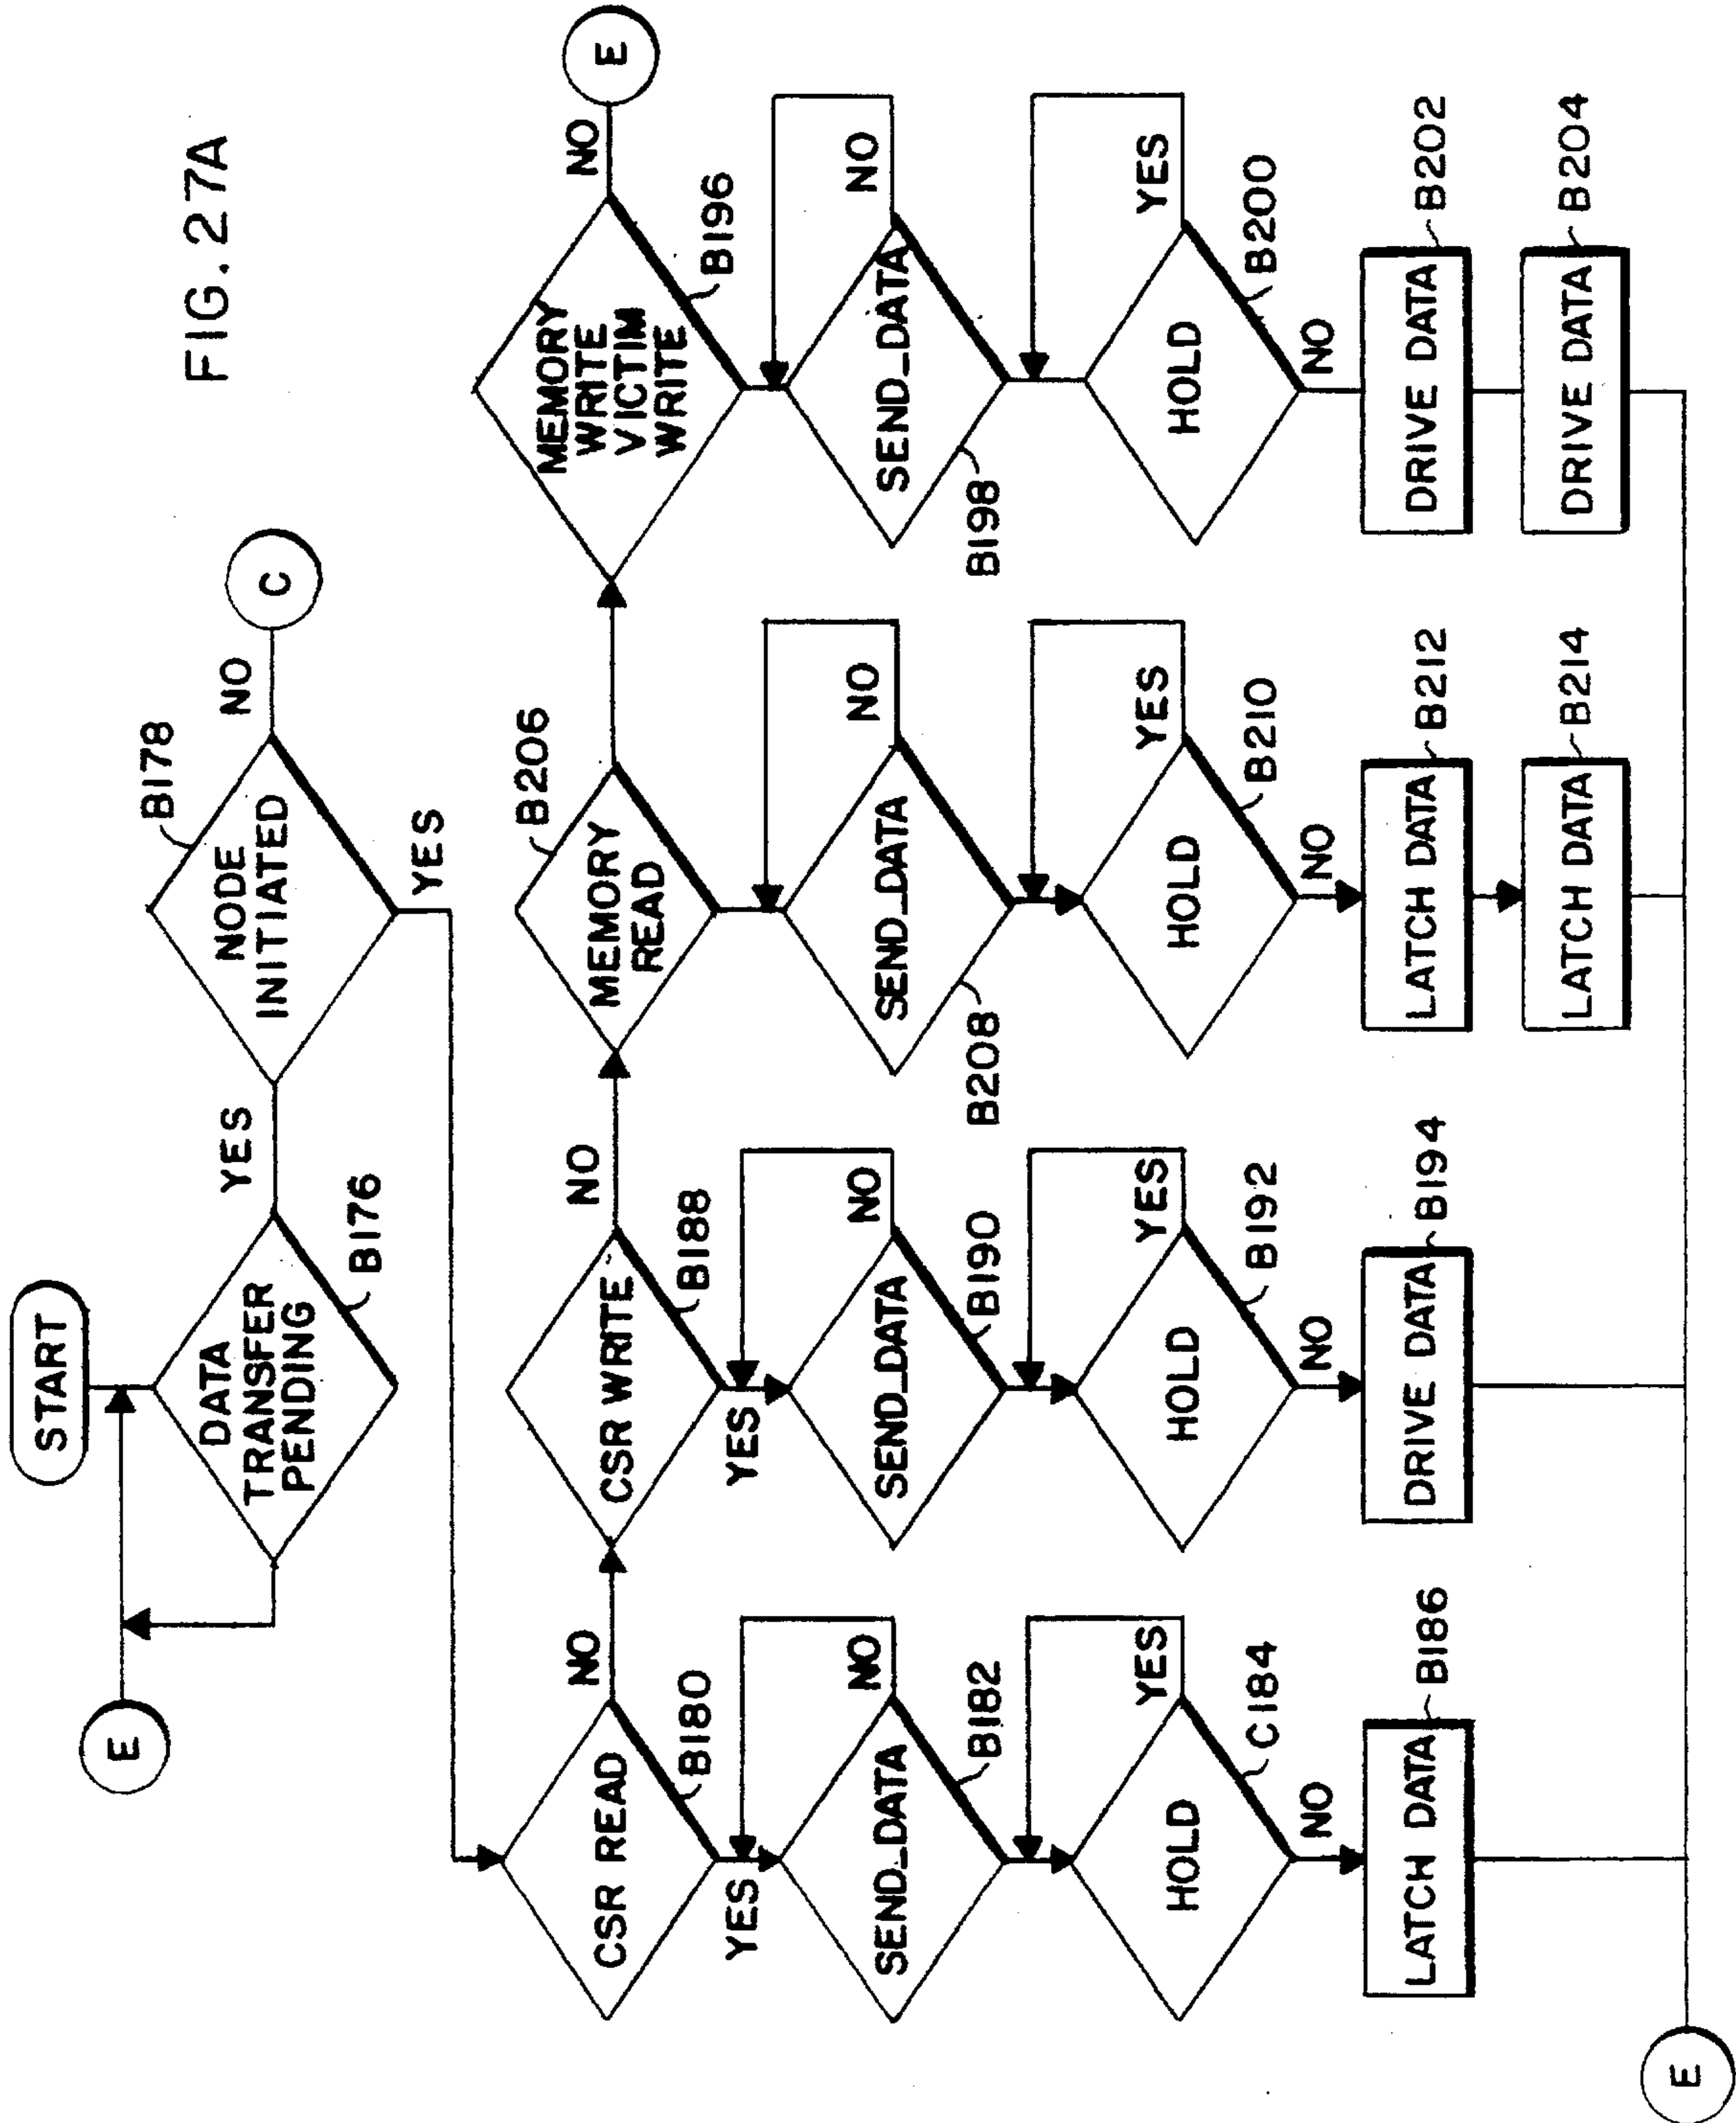 FIG. 27A
START
E
DATA
TRANSFER
PENDING
B176
YES
NODE
INITIATED
B178
NO
C
YES
CSR READ
B180
NO
CSR WRITE
B188
NO
MEMORY
READ
B206
MEMORY
WRITE
VICTIM
WRITE
B196
NO
E
YES
SEND_DATA
B182
NO
YES
SEND_DATA
B190
NO
SEND_DATA
B208
NO
SEND_DATA
B198
NO
HOLD
C184
YES
NO
HOLD
B192
YES
NO
HOLD
B210
YES
NO
HOLD
B200
YES
NO
LATCH DATA
B186
DRIVE DATA
B194
LATCH DATA
B212
DRIVE DATA
B202
LATCH DATA
B214
DRIVE DATA
B204
E